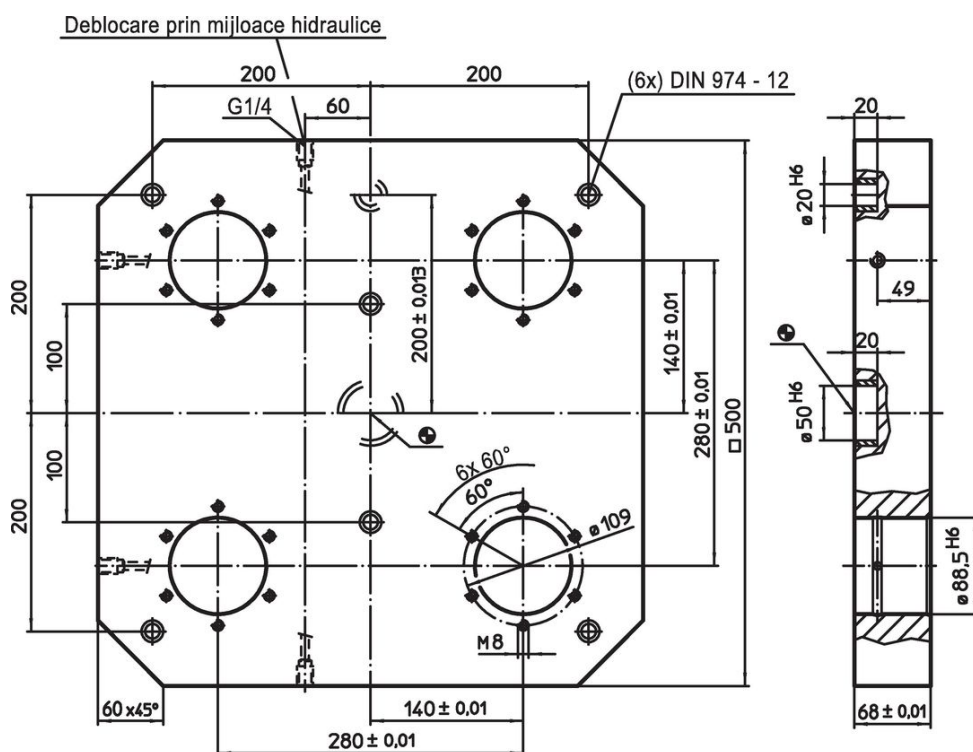 Deblocare prin mijloace hidraulice
200
200
(6x) DIN 974 - 12
G1/4
60
20
ø20 H6
200
100
200 ± 0,013
140 ± 0,01
280 ± 0,01
□ 500
49
20
ø50 H6
100
200
6x 60°
60°
ø109
ø88,5 H6
M8
60 x45°
140 ± 0,01
280 ± 0,01
68 ± 0,01